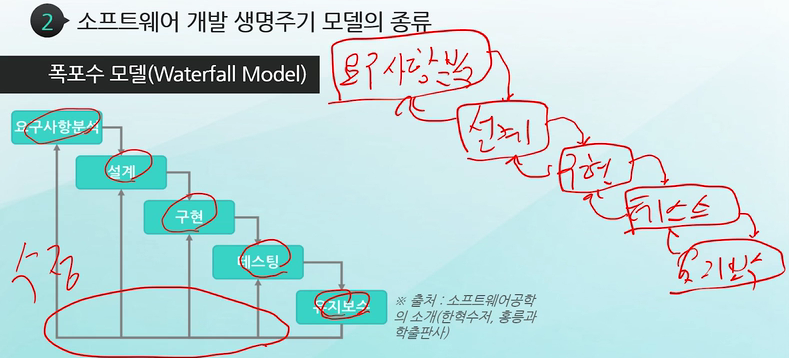 2 소프트웨어 개발 생명주기 모델의 종류
폭포수 모델(Waterfall Model)
요구사항분석
설계
구현
테스팅
유지보수
수정
※ 출처 : 소프트웨어공학
의 소개(한혁수저, 홍릉과
학출판사)
요구사항분석
설계
구현
테스트
유지보수